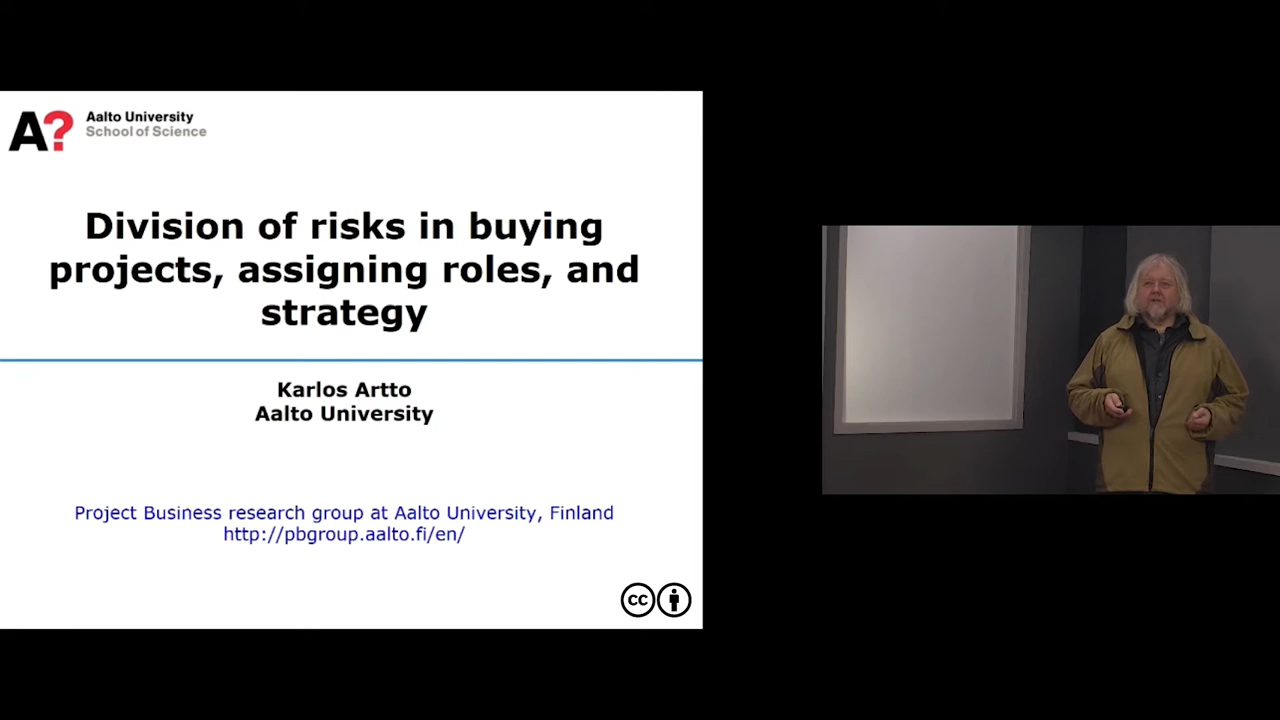 A?
Aalto University
School of Science
Division of risks in buying
projects, assigning roles, and
strategy
Karlos Artto
Aalto University
Project Business research group at Aalto University, Finland
http://pbgroup.aalto.fi/en/
cc